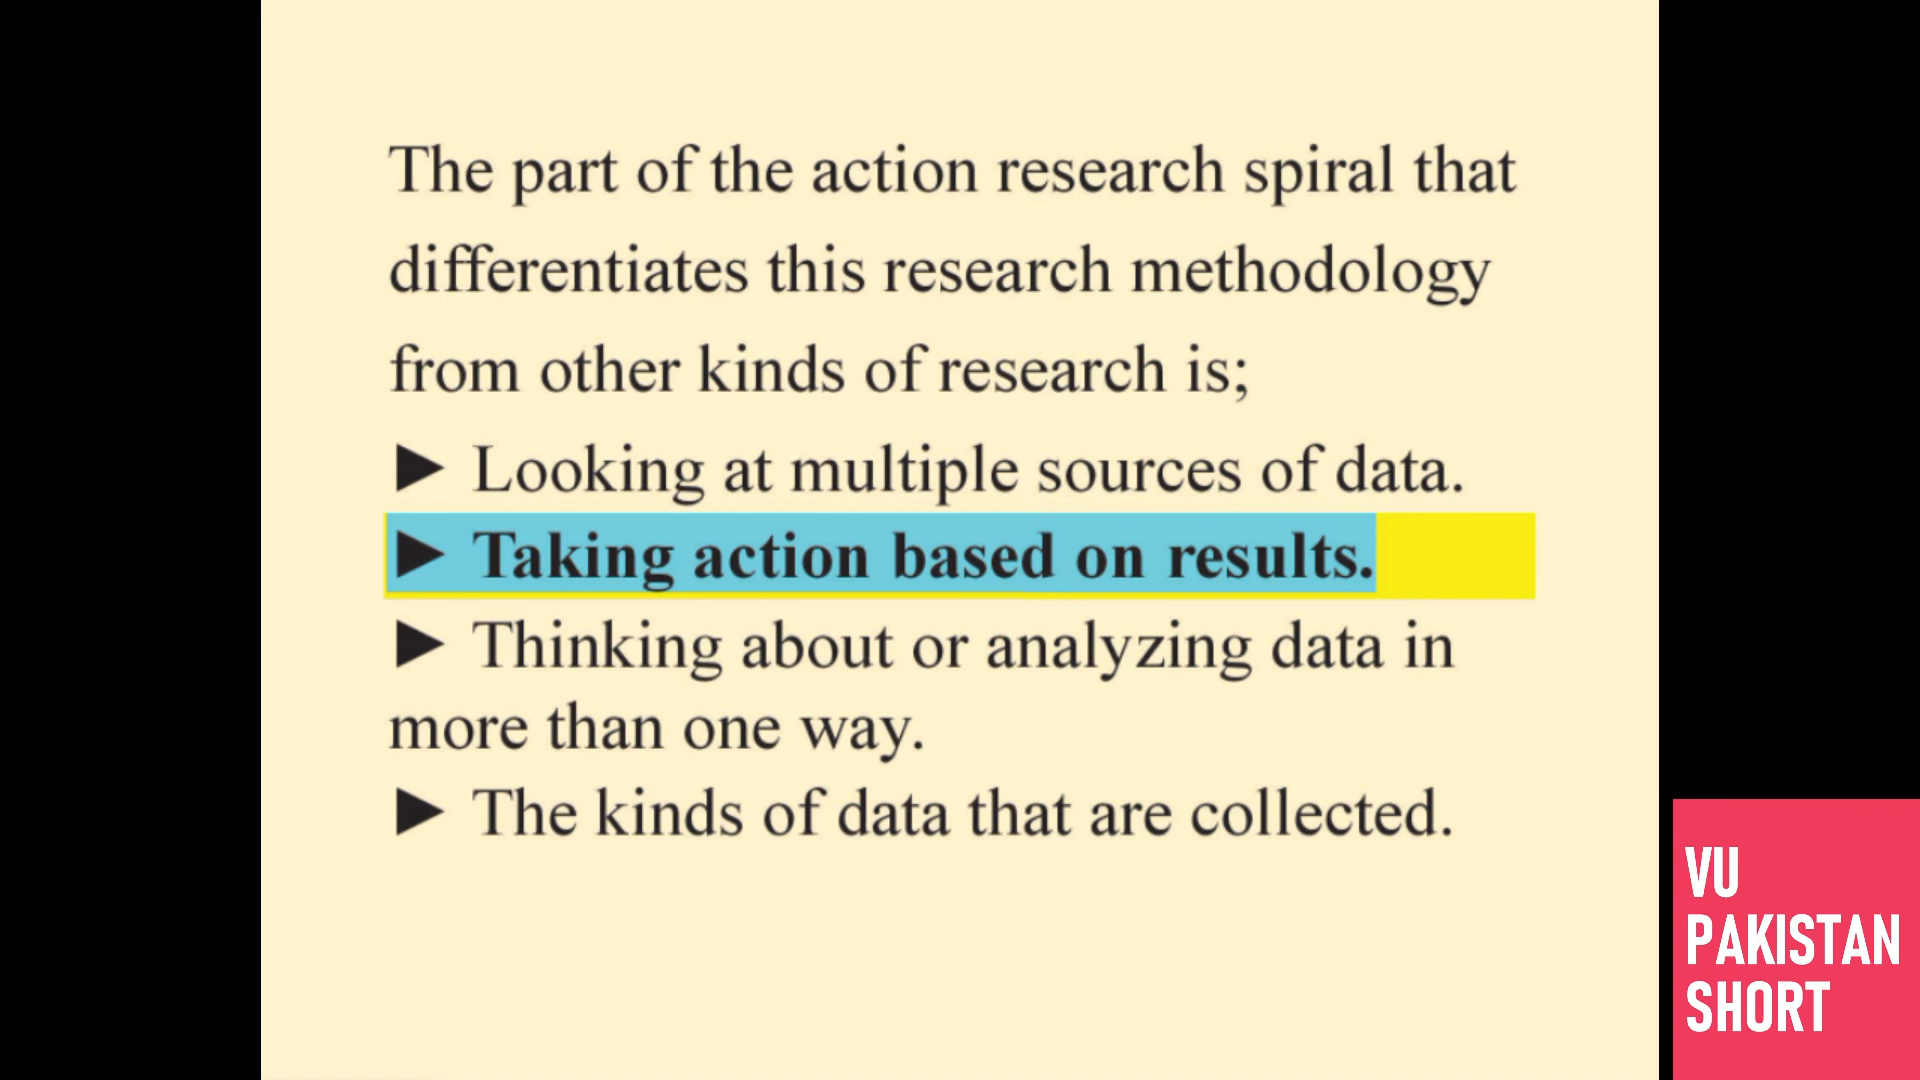 The part of the action research spiral that
differentiates this research methodology
from other kinds of research is;
► Looking at multiple sources of data.
► Taking action based on results.
► Thinking about or analyzing data in
more than one way.
► The kinds of data that are collected.
VU
PAKISTAN
SHORT